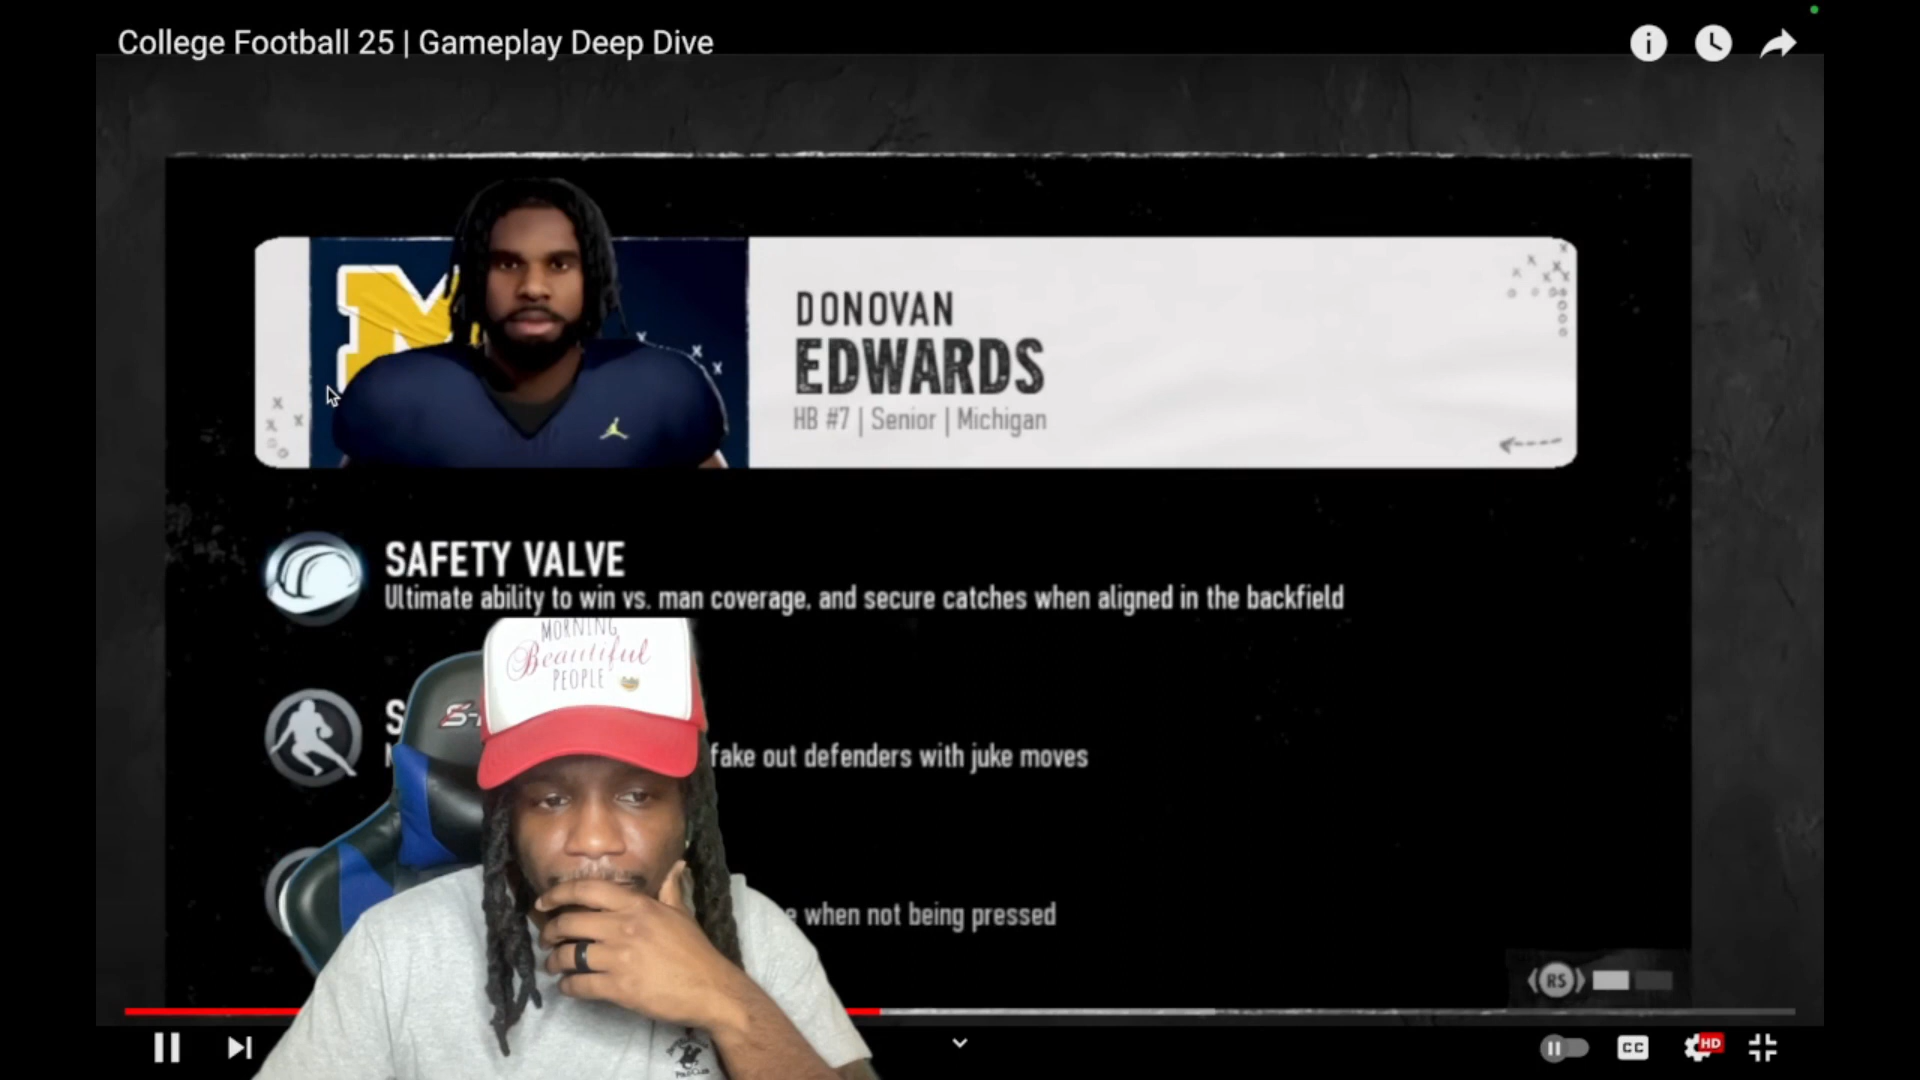 College Football 25 | Gameplay Deep Dive
DONOVAN
EDWARDS
HB #7 | Senior | Michigan
SAFETY VALVE
Ultimate ability to win vs. man coverage, and secure catches when aligned in the backfield
MORNING
Beautiful
PEOPLE
fake out defenders with juke moves
when not being pressed
RS
CC
HD